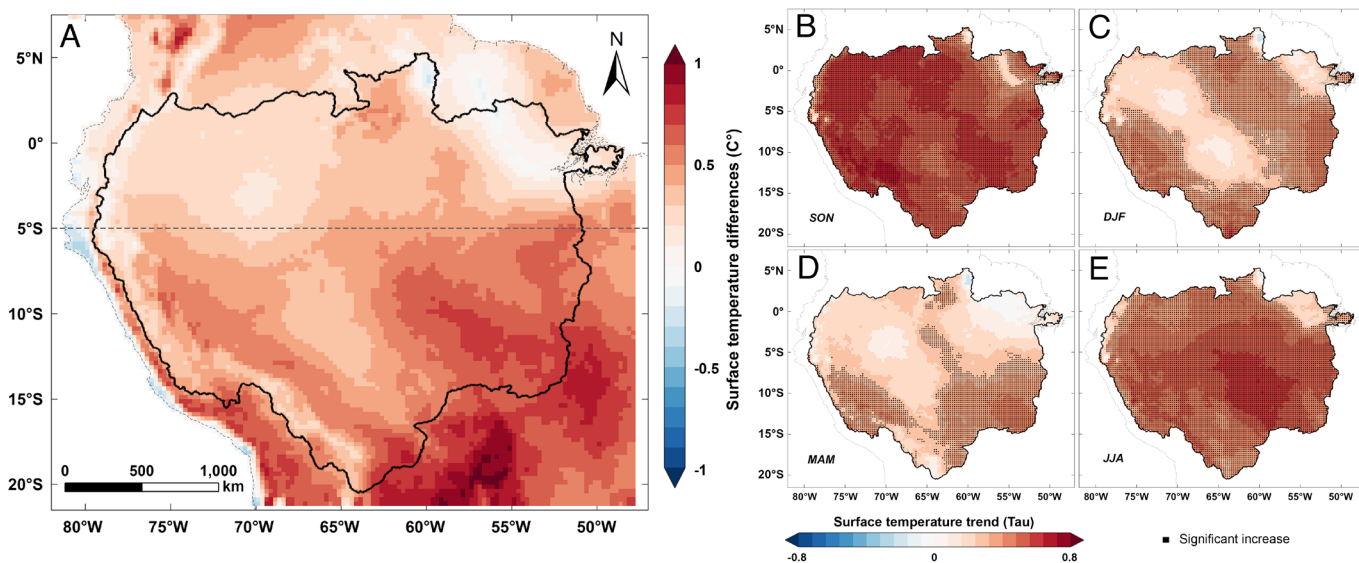 A
N
5°N
0°
5°S
10°S
15°S
20°S
0 500 1,000
km
80°W 75°W 70°W 65°W 60°W 55°W 50°W
1
0.5
0
-0.5
-1
Surface temperature differences (C°)
B
5°N
0°
5°S
10°S
15°S
20°S
SON
C
DJF
D
5°N
0°
5°S
10°S
15°S
20°S
MAM
80°W 75°W 70°W 65°W 60°W 55°W 50°W
E
JJA
80°W 75°W 70°W 65°W 60°W 55°W 50°W
Surface temperature trend (Tau)
-0.8 0 0.8
Significant increase